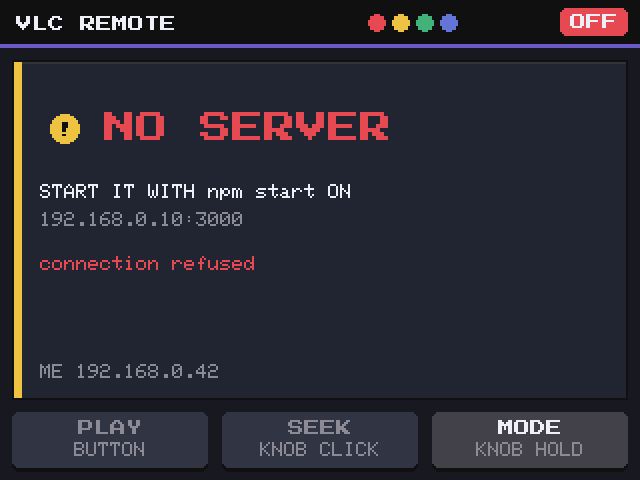 VLC REMOTE
OFF
!
NO SERVER
START IT WITH npm start ON
192.168.0.10:3000
connection refused
ME 192.168.0.42
PLAY
BUTTON
SEEK
KNOB CLICK
MODE
KNOB HOLD